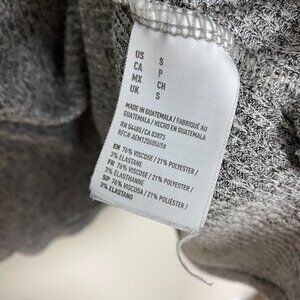 US S
CA P
MX CH
UK S
MADE IN GUATEMALA /
FABRIQUÉ AU
GUATEMALA / HECHO EN GUATEMALA
RN 54485/CA 03973
EN 76% VISCOSE / 21% POLYESTER /
3% ELASTANE
FR 76% VISCOSE / 21% POLYESTER /
3% ÉLASTHANNE
SP 76% VISCOSA / 21% POLIÉSTER /
3% ELASTANO